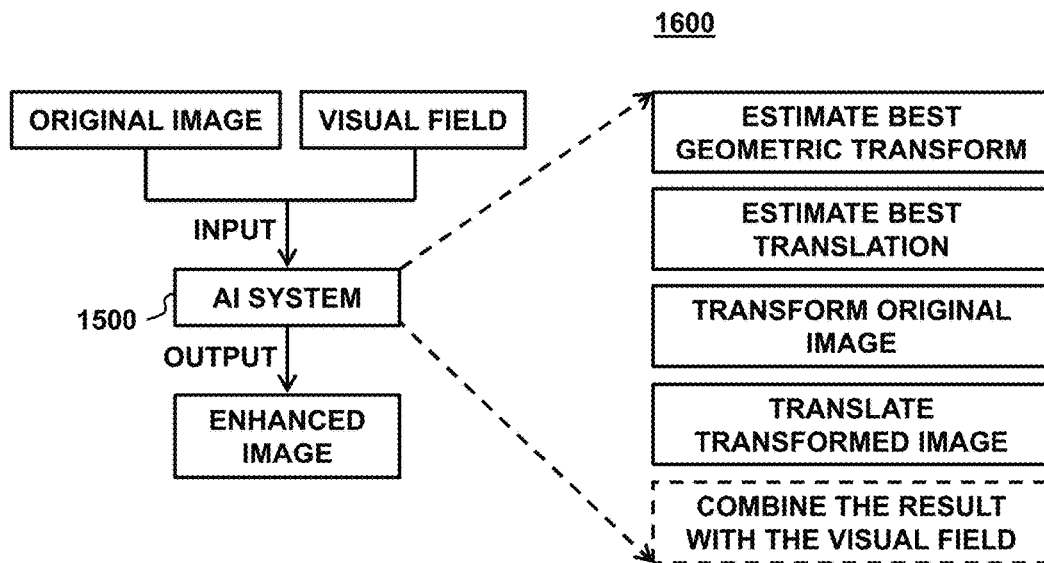 1600
ORIGINAL IMAGE
VISUAL FIELD
INPUT
AI SYSTEM
1500
OUTPUT
ENHANCED
IMAGE
ESTIMATE BEST
GEOMETRIC TRANSFORM
ESTIMATE BEST
TRANSLATION
TRANSFORM ORIGINAL
IMAGE
TRANSLATE
TRANSFORMED IMAGE
COMBINE THE RESULT
WITH THE VISUAL FIELD